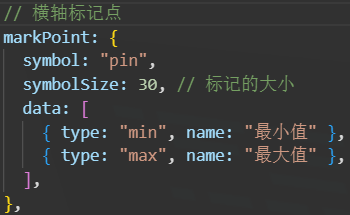 // 横轴标记点
markPoint: {
  symbol: "pin",
  symbolSize: 30, // 标记的大小
  data: [
    { type: "min", name: "最小值" },
    { type: "max", name: "最大值" },
  ],
},